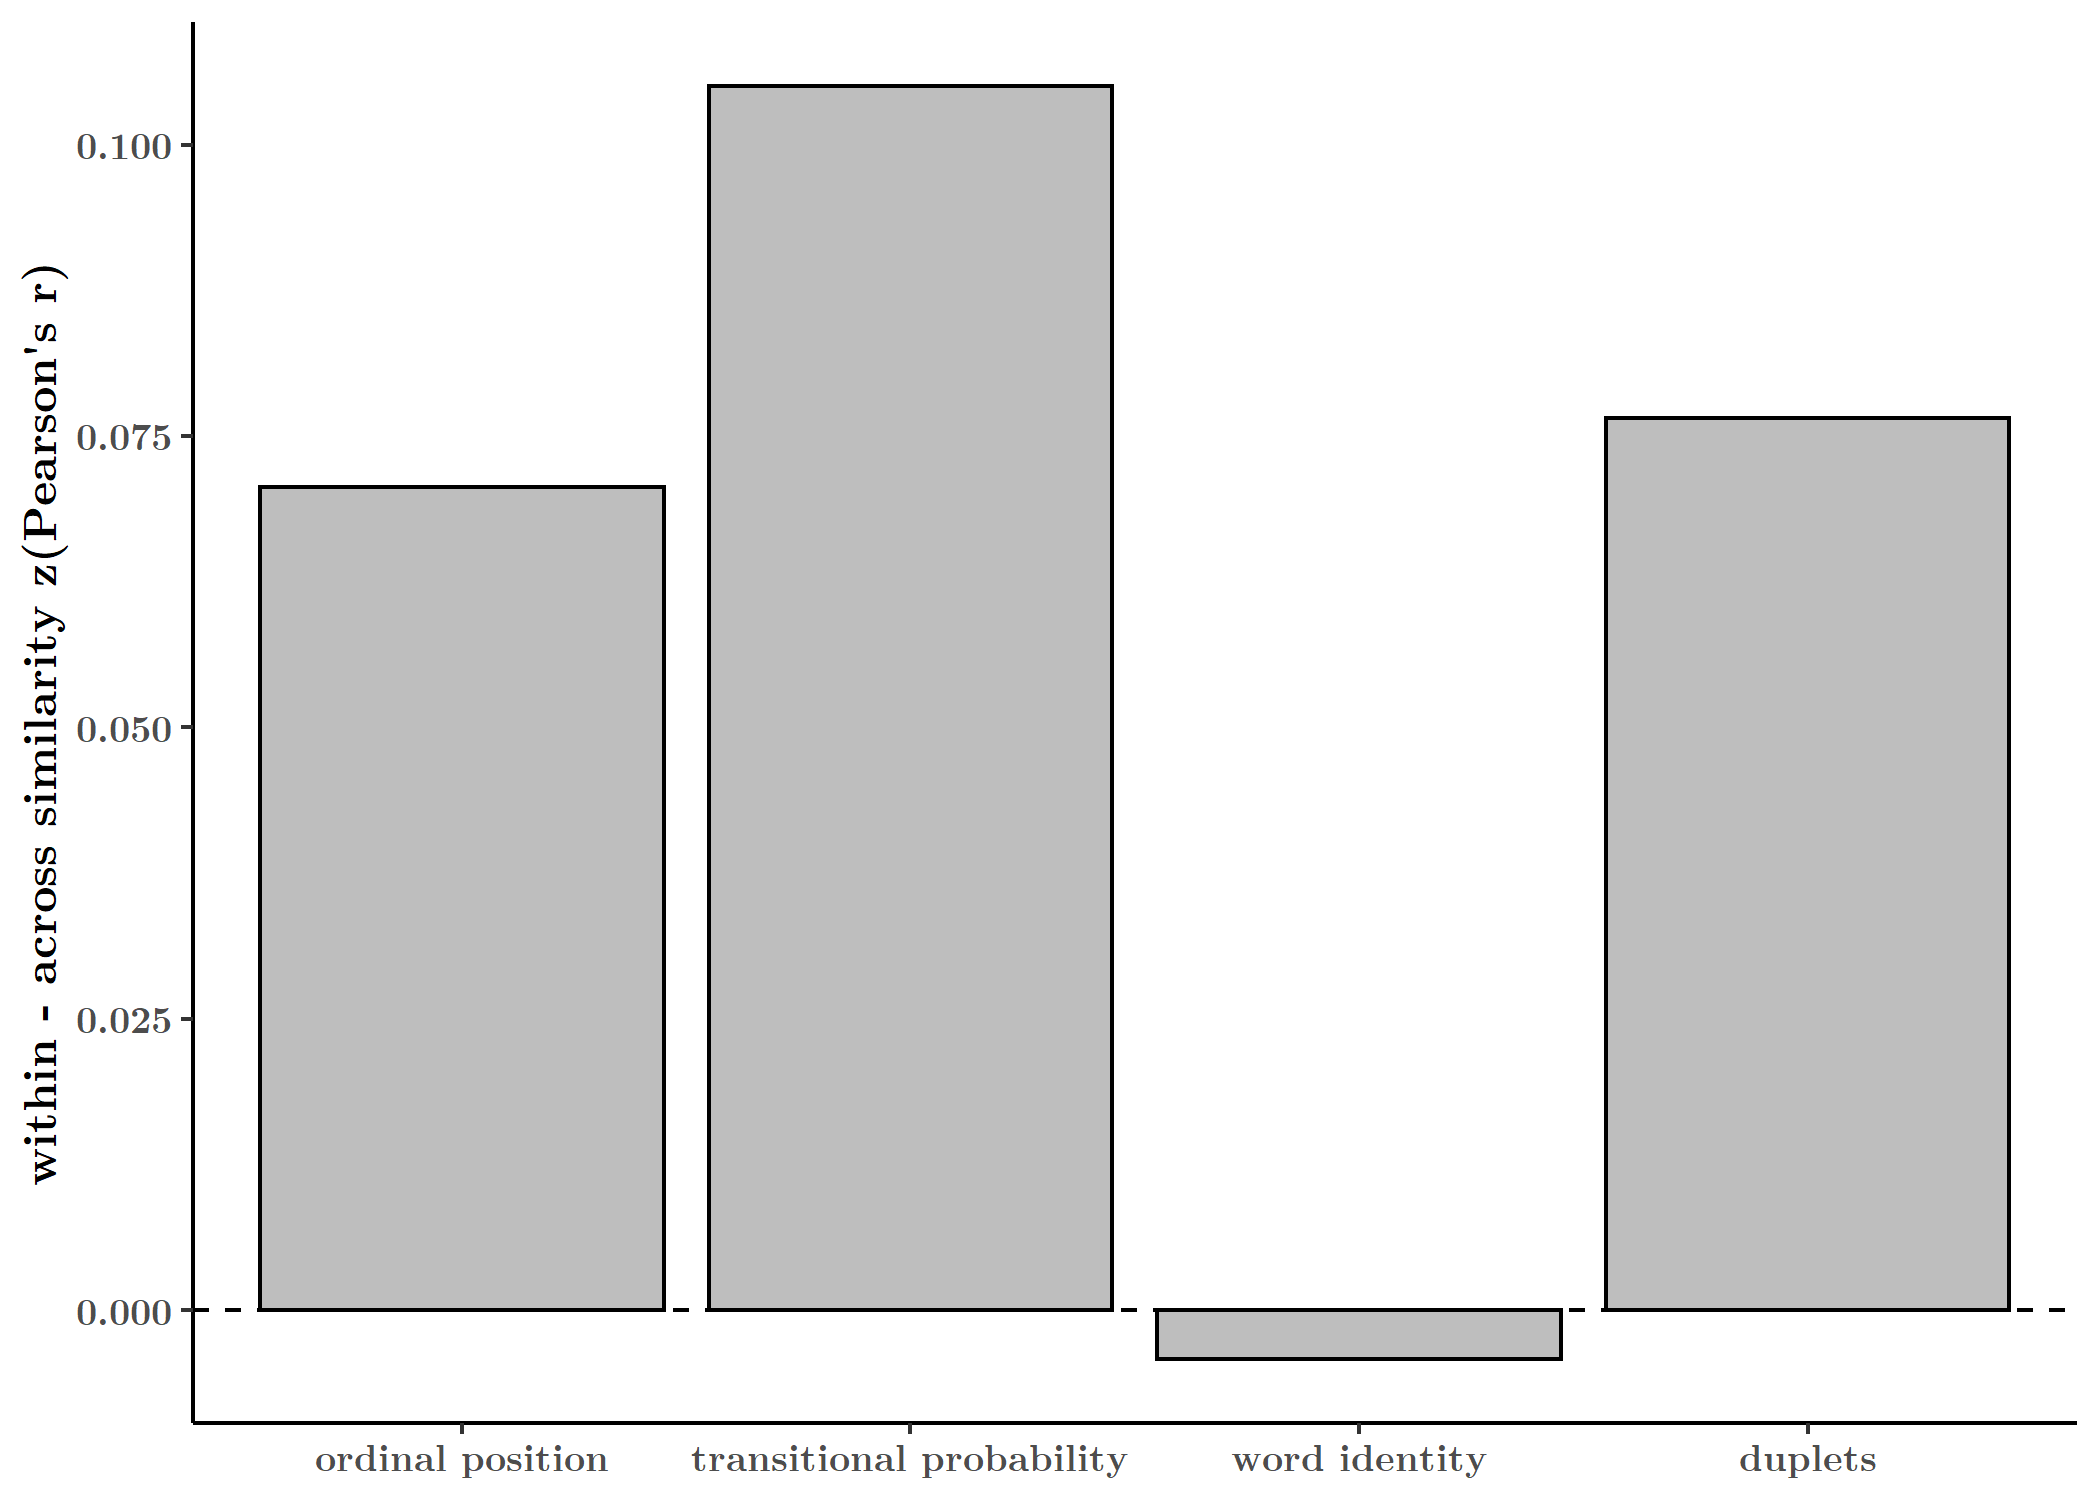 within - across similarity z(Pearson's r)
0.100
0.075
0.050
0.025
0.000
ordinal position transitional probability word identity duplets